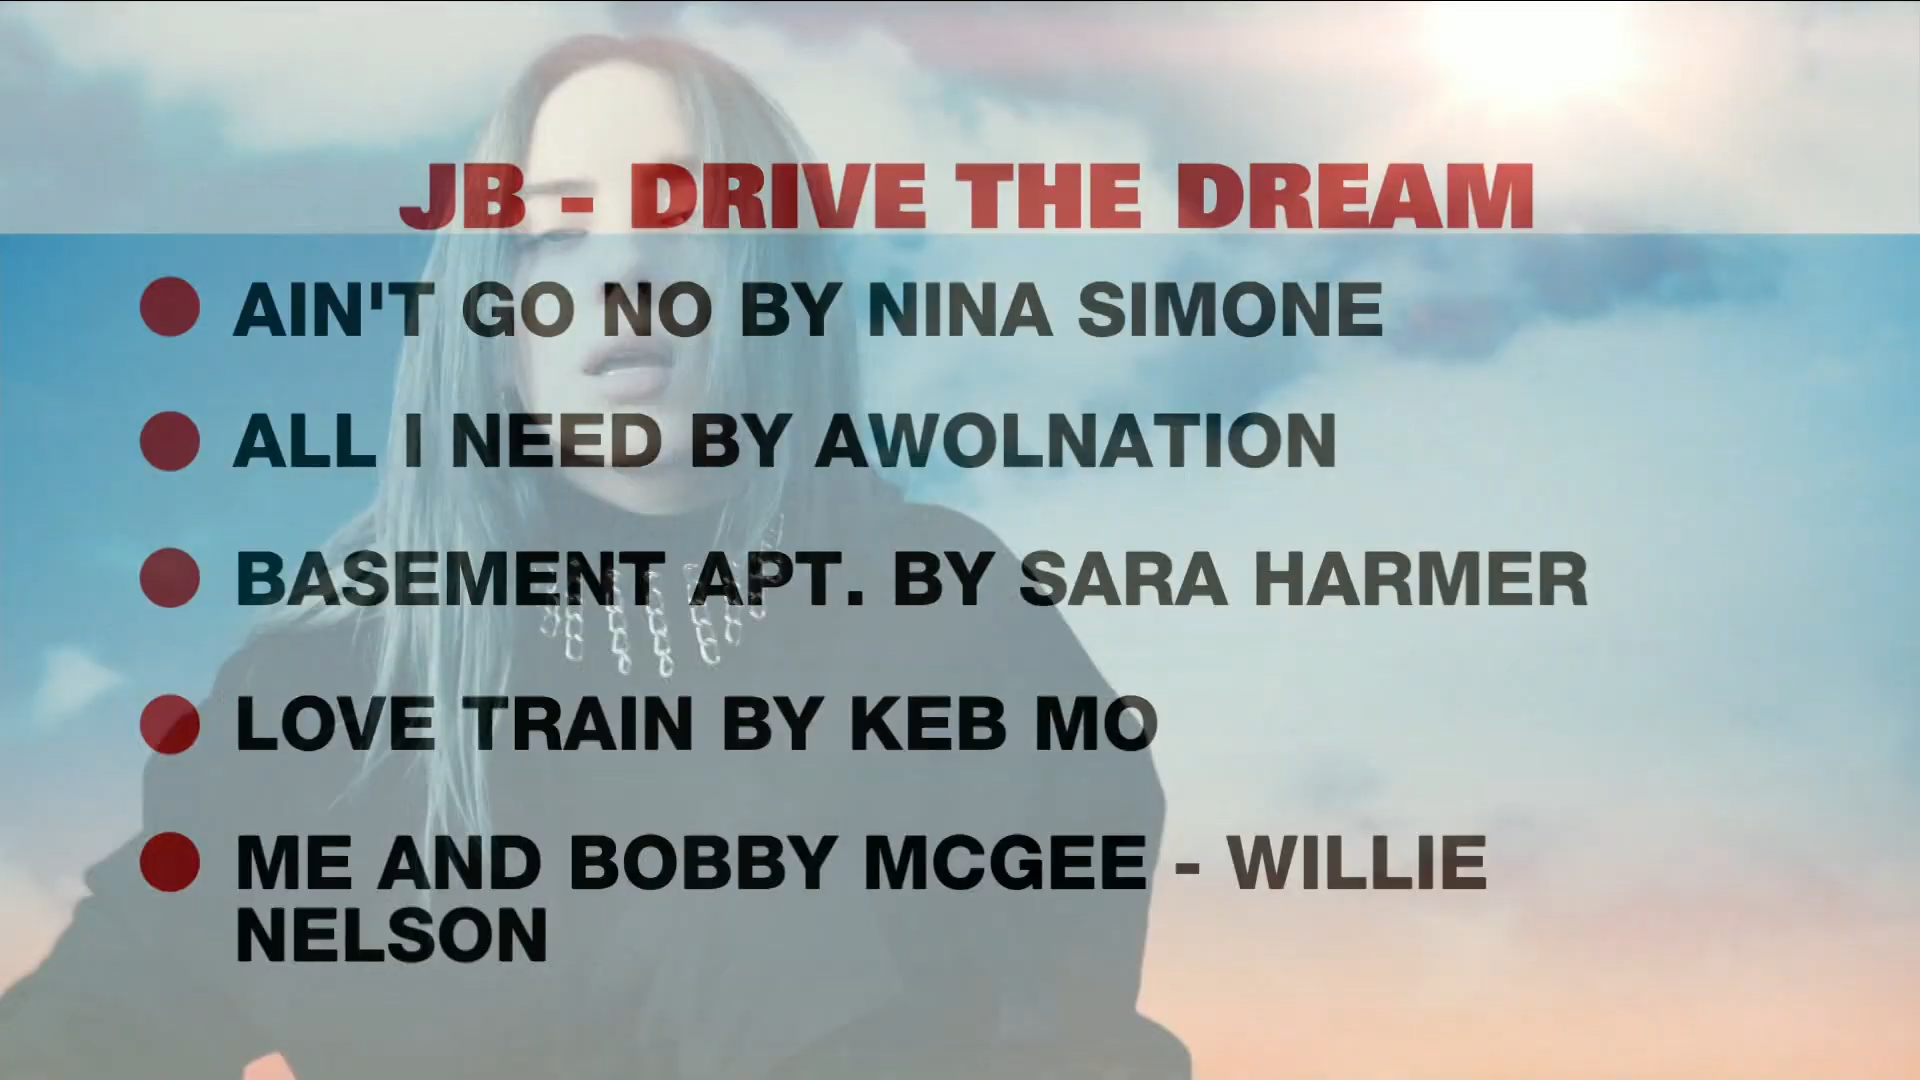 JB - DRIVE THE DREAM
AIN'T GO NO BY NINA SIMONE
ALL I NEED BY AWOLNATION
BASEMENT APT. BY SARA HARMER
LOVE TRAIN BY KEB MO
ME AND BOBBY MCGEE - WILLIE
NELSON